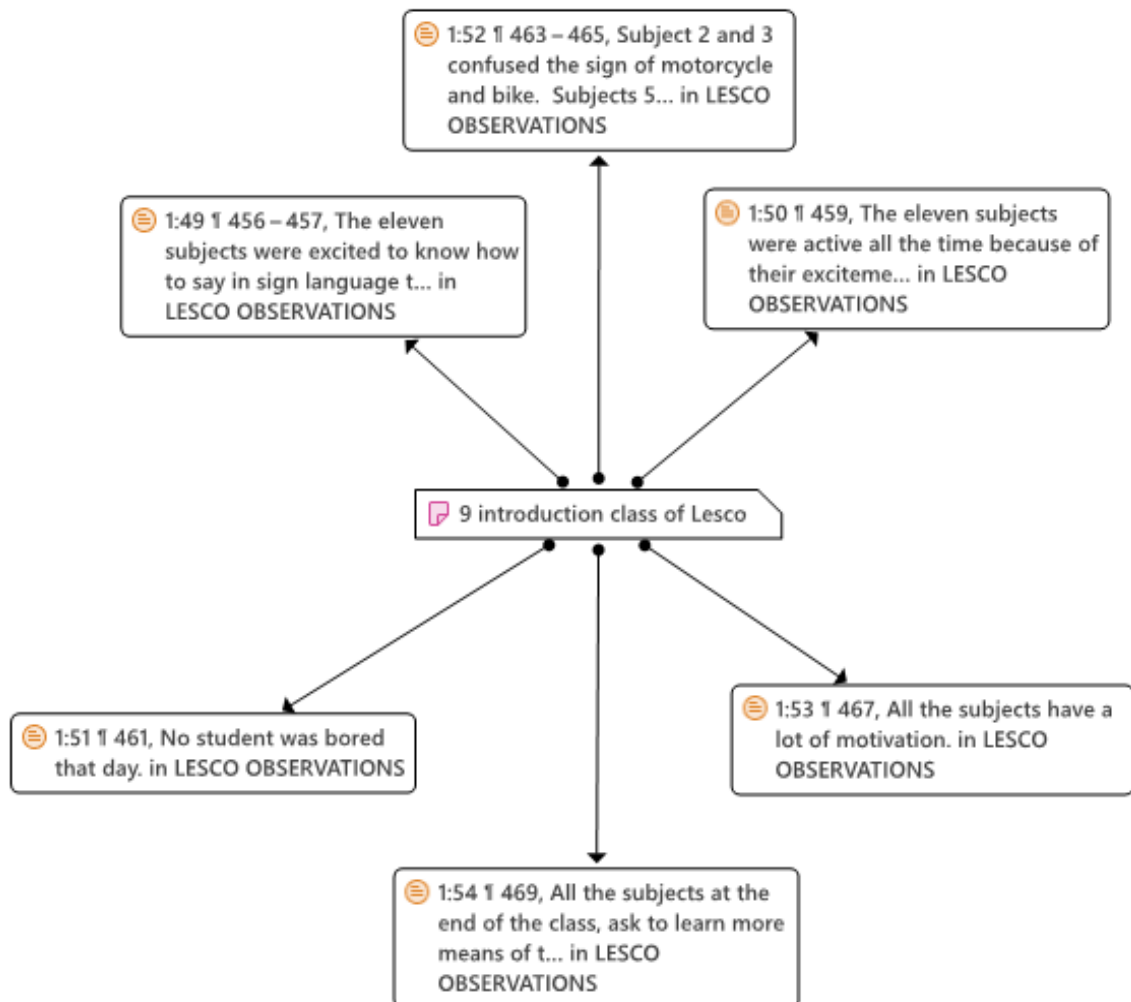 1:52 ¶ 463 – 465, Subject 2 and 3
confused the sign of motorcycle
and bike.  Subjects 5... in LESCO
OBSERVATIONS
1:49 ¶ 456 – 457, The eleven
subjects were excited to know how
to say in sign language t... in
LESCO OBSERVATIONS
1:50 ¶ 459, The eleven subjects
were active all the time because of
their exciteme... in LESCO
OBSERVATIONS
9 introduction class of Lesco
1:51 ¶ 461, No student was bored
that day. in LESCO OBSERVATIONS
1:53 ¶ 467, All the subjects have a
lot of motivation. in LESCO
OBSERVATIONS
1:54 ¶ 469, All the subjects at the
end of the class, ask to learn more
means of t... in LESCO
OBSERVATIONS